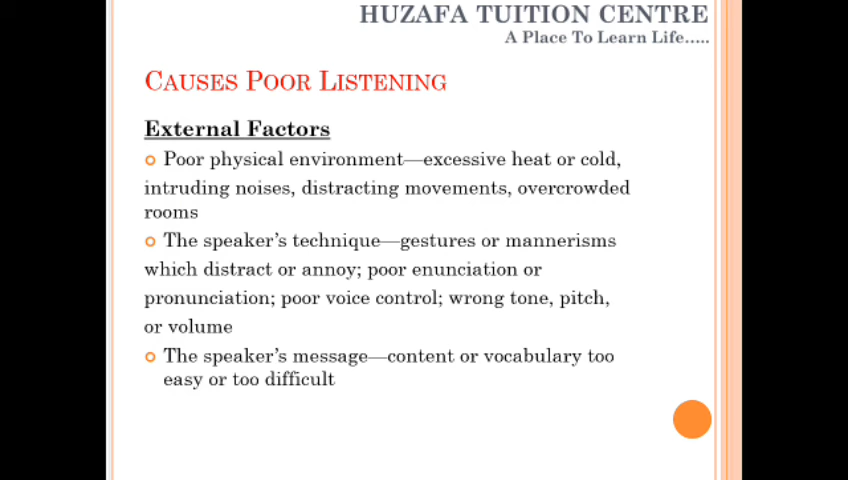 HUZAFA TUITION CENTRE
A Place To Learn Life.....
CAUSES POOR LISTENING
External Factors
Poor physical environment—excessive heat or cold,
intruding noises, distracting movements, overcrowded
rooms
The speaker's technique—gestures or mannerisms
which distract or annoy; poor enunciation or
pronunciation; poor voice control; wrong tone, pitch,
or volume
The speaker's message—content or vocabulary too
easy or too difficult